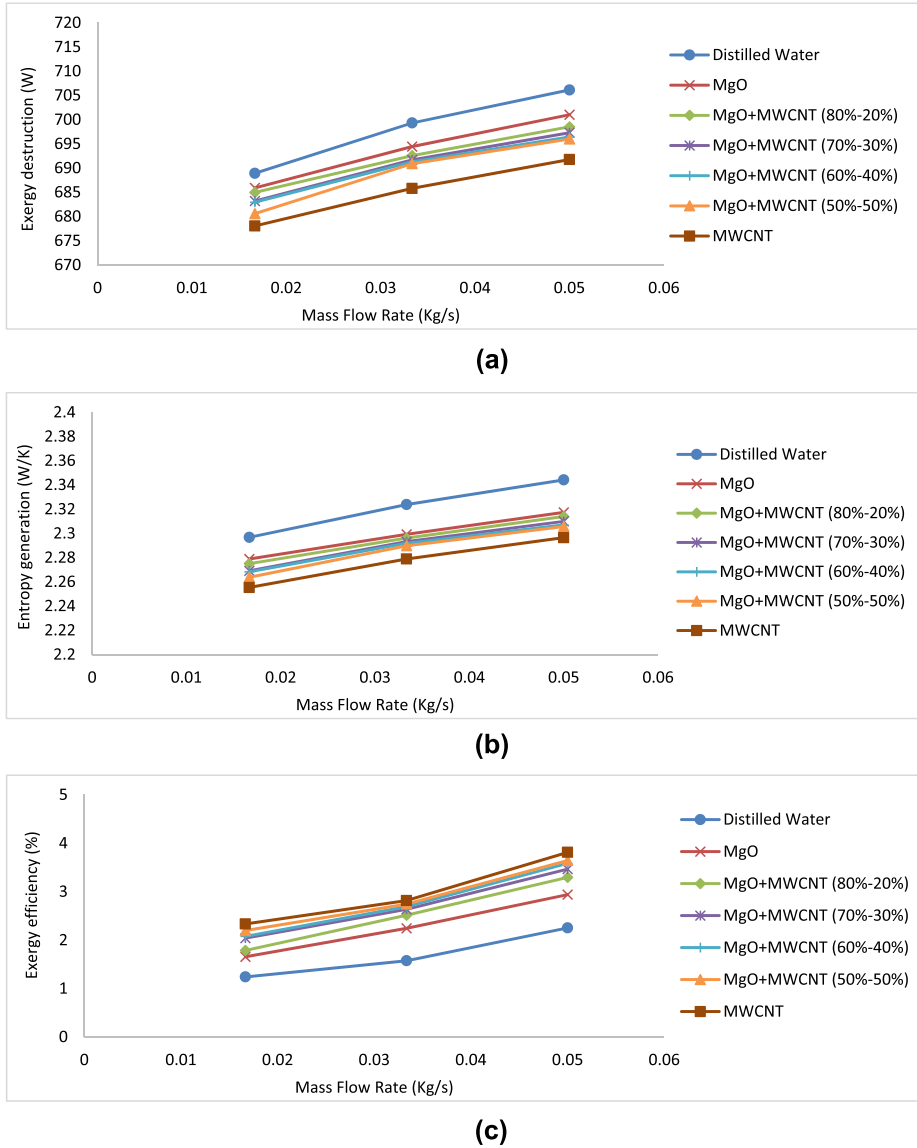 720
715
710
705
700
695
690
685
680
675
670
Exergy destruction (W)
0 0.01 0.02 0.03 0.04 0.05 0.06
Mass Flow Rate (Kg/s)
Distilled Water
MgO
MgO+MWCNT (80%-20%)
MgO+MWCNT (70%-30%)
MgO+MWCNT (60%-40%)
MgO+MWCNT (50%-50%)
MWCNT
(a)
2.4
2.38
2.36
2.34
2.32
2.3
2.28
2.26
2.24
2.22
2.2
Entropy generation (W/K)
0 0.01 0.02 0.03 0.04 0.05 0.06
Mass Flow Rate (Kg/s)
Distilled Water
MgO
MgO+MWCNT (80%-20%)
MgO+MWCNT (70%-30%)
MgO+MWCNT (60%-40%)
MgO+MWCNT (50%-50%)
MWCNT
(b)
5
4
3
2
1
0
Exergy efficiency (%)
0 0.01 0.02 0.03 0.04 0.05 0.06
Mass Flow Rate (Kg/s)
Distilled Water
MgO
MgO+MWCNT (80%-20%)
MgO+MWCNT (70%-30%)
MgO+MWCNT (60%-40%)
MgO+MWCNT (50%-50%)
MWCNT
(c)